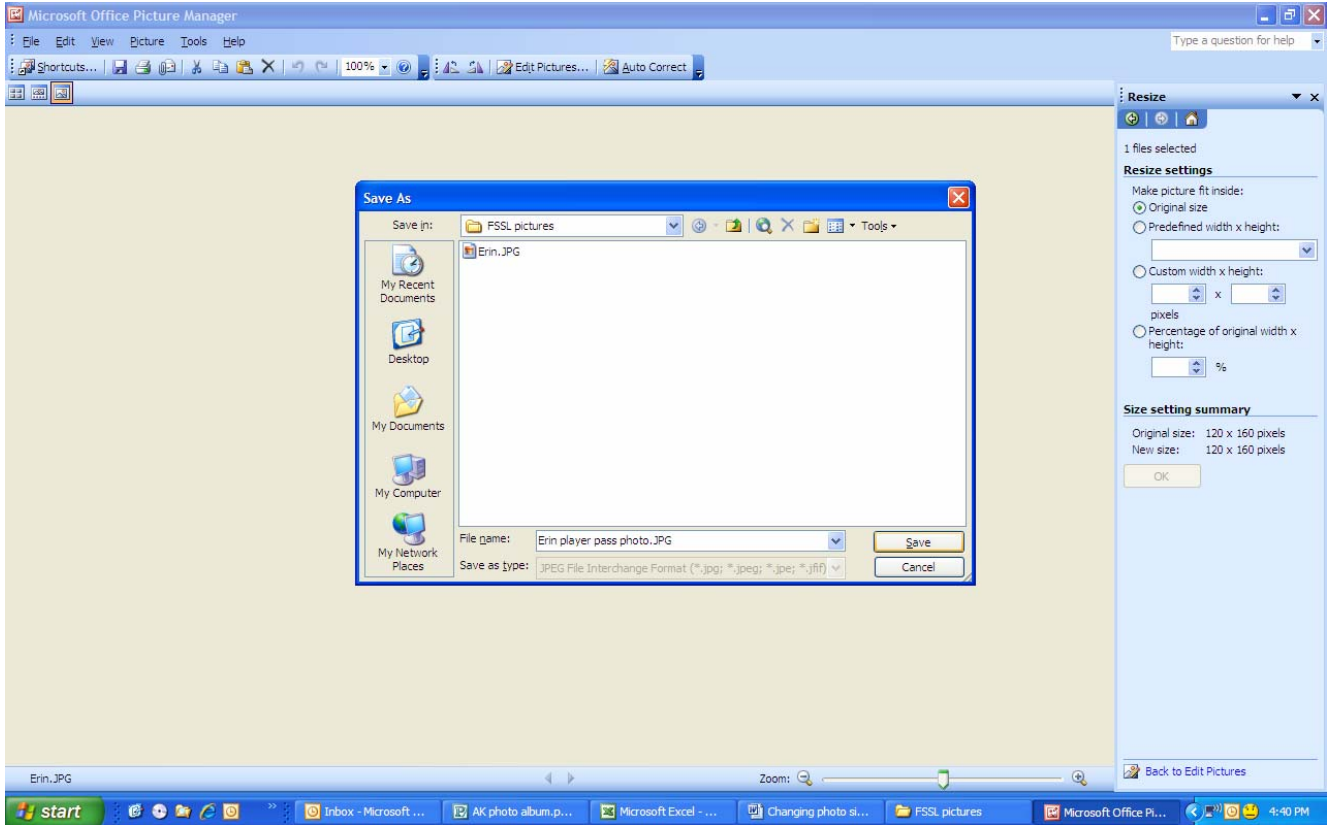 Microsoft Office Picture Manager
File Edit View Picture Tools Help
Type a question for help
Shortcuts... 100% Edit Pictures... Auto Correct
Resize
1 files selected
Resize settings
Make picture fit inside:
Original size
Predefined width x height:
Custom width x height:
x
pixels
Percentage of original width x
height:
%
Size setting summary
Original size: 120 x 160 pixels
New size: 120 x 160 pixels
OK
Save As
Save in: FSSL pictures Tools
Erin.JPG
My Recent
Documents
Desktop
My Documents
My Computer
My Network
Places
File name: Erin player pass photo.JPG Save
Save as type: JPEG File Interchange Format (*.jpg; *.jpeg; *.jpe; *.jfif) Cancel
Erin.JPG Zoom:
Back to Edit Pictures
start Inbox - Microsoft ... AK photo album.p... Microsoft Excel - ... Changing photo si... FSSL pictures Microsoft Office Pi... 4:40 PM